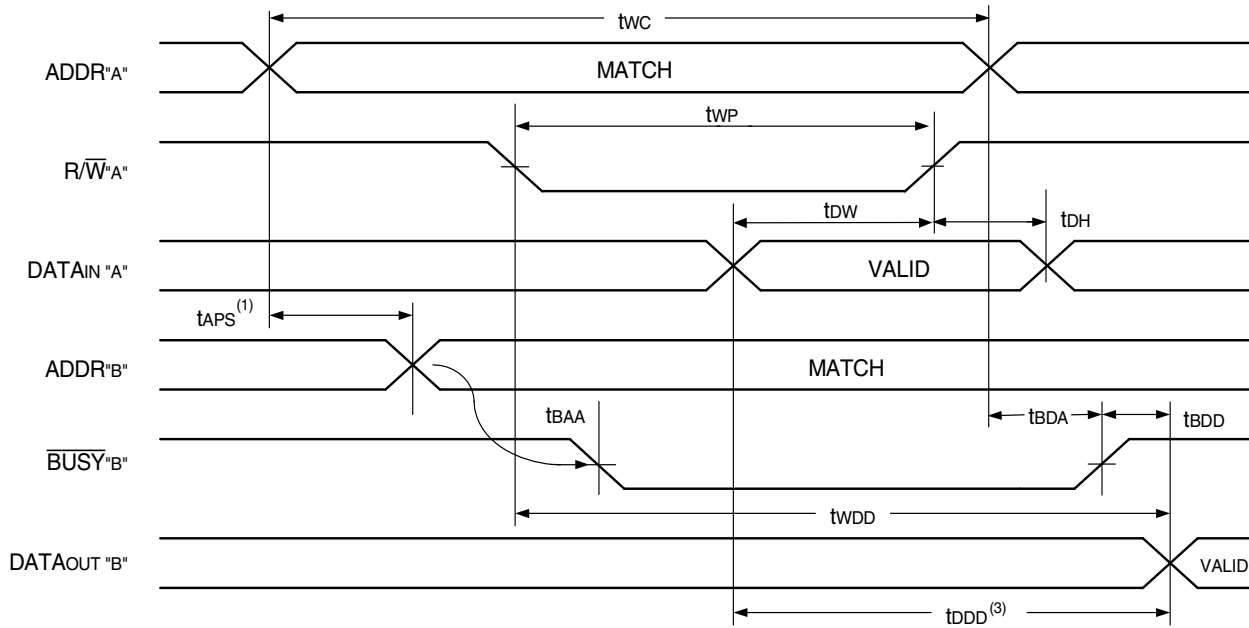 tWC
ADDR"A"
MATCH
tWP
R/W̅"A"
tDW
tDH
DATAIN "A"
VALID
tAPS(1)
ADDR"B"
MATCH
tBAA
tBDA
tBDD
B̅U̅S̅Y̅"B"
tWDD
DATAOUT "B"
VALID
tDDD(3)